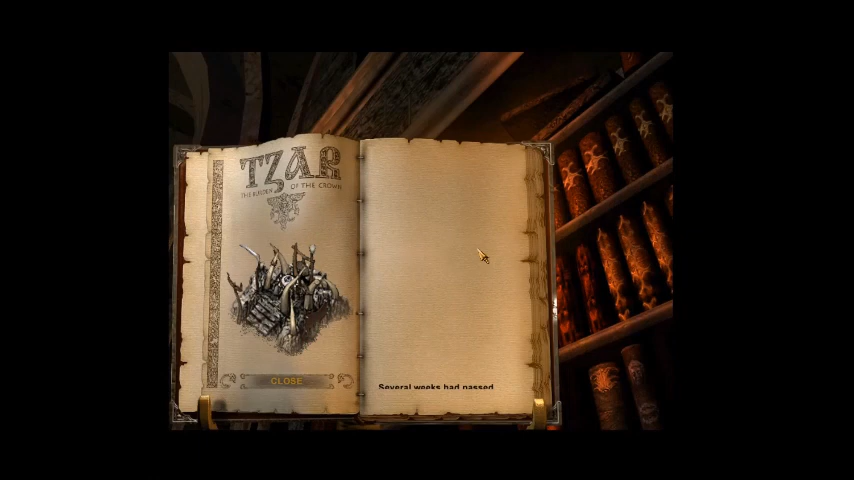 TZAR
THE BURDEN OF THE CROWN
CLOSE
Several weeks had passed